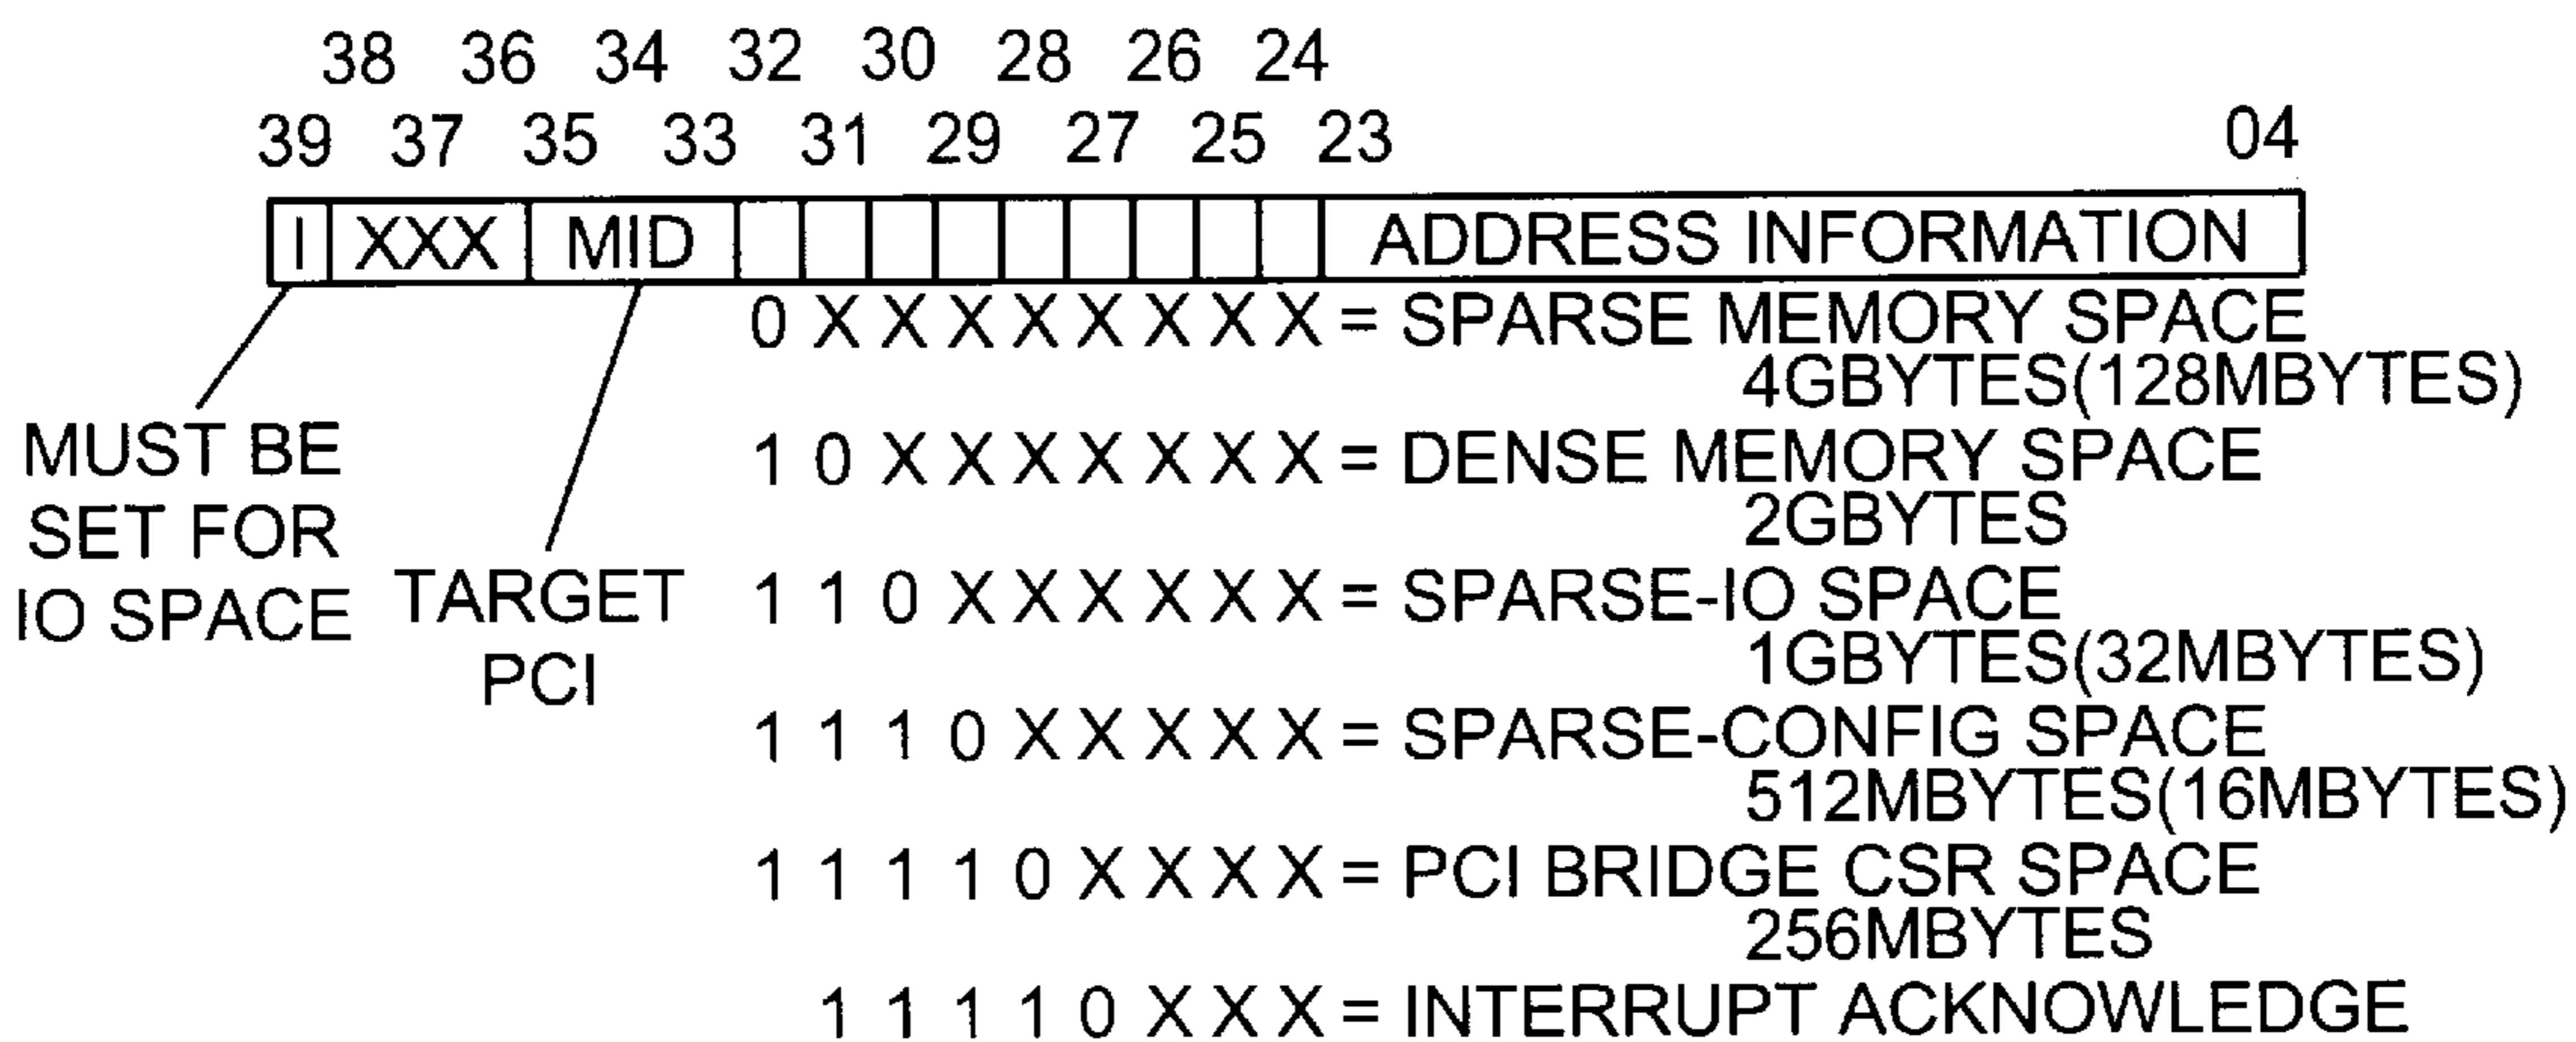 38 36 34 32 30 28 26 24
39 37 35 33 31 29 27 25 23 04
I XXX MID ADDRESS INFORMATION
0 X X X X X X X X = SPARSE MEMORY SPACE
4GBYTES(128MBYTES)
1 0 X X X X X X X = DENSE MEMORY SPACE
2GBYTES
1 1 0 X X X X X X = SPARSE-IO SPACE
1GBYTES(32MBYTES)
1 1 1 0 X X X X X = SPARSE-CONFIG SPACE
512MBYTES(16MBYTES)
1 1 1 1 0 X X X X = PCI BRIDGE CSR SPACE
256MBYTES
1 1 1 1 0 X X X = INTERRUPT ACKNOWLEDGE
MUST BE
SET FOR
IO SPACE
TARGET
PCI